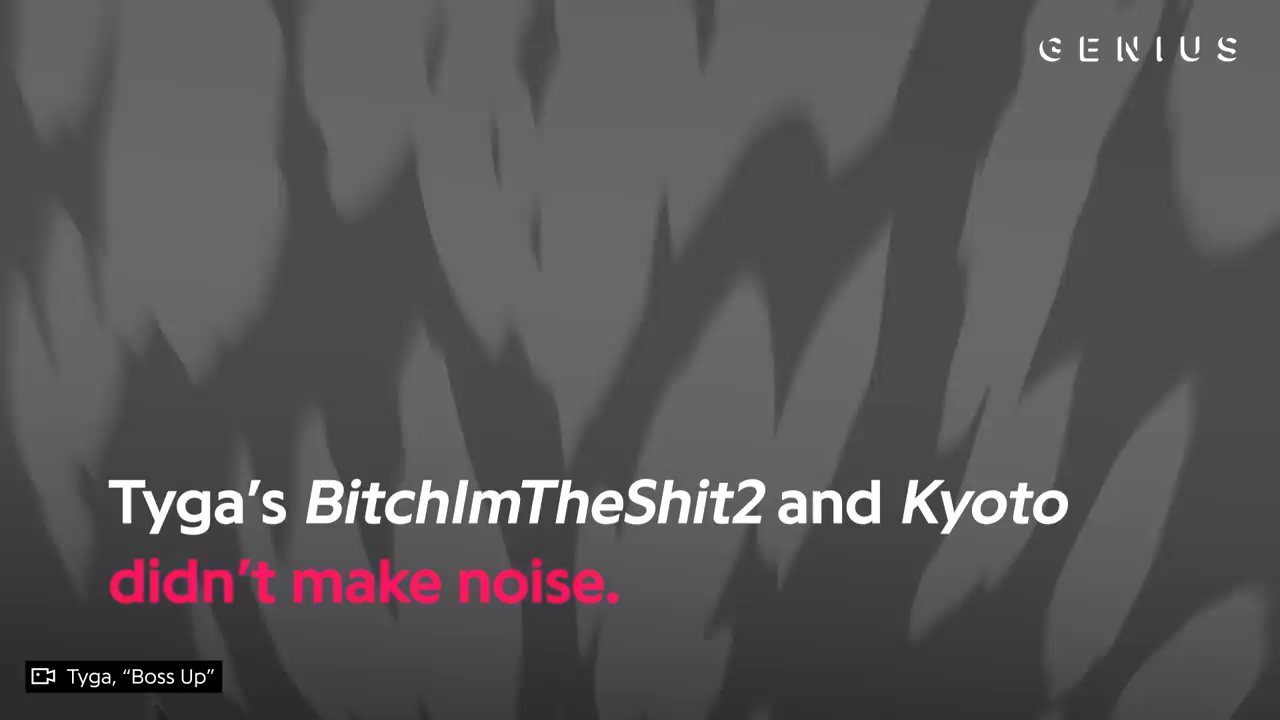 GENIUS
Tyga’s BitchImTheShit2 and Kyoto
didn’t make noise.
Tyga, “Boss Up”